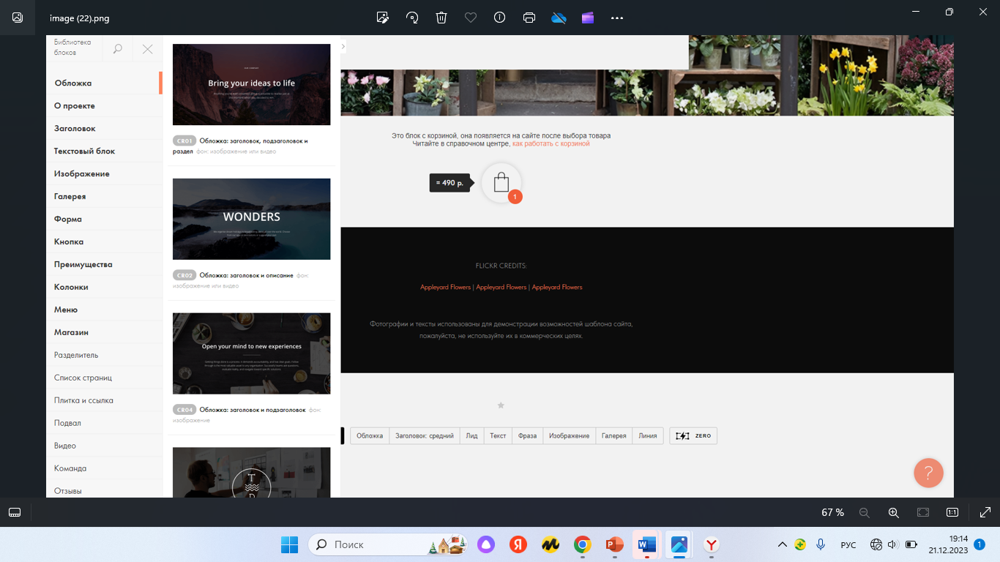 image (22).png
Библиотека
блоков
Обложка
О проекте
Заголовок
Текстовый блок
Изображение
Галерея
Форма
Кнопка
Преимущества
Колонки
Меню
Магазин
Разделитель
Список страниц
Плитка и ссылка
Подвал
Видео
Команда
Отзывы
Bring your ideas to life
CR01 Обложка: заголовок, подзаголовок и
раздел фон: изображение или видео
WONDERS
CR02 Обложка: заголовок и описание фон:
изображение или видео
Open your mind to new experiences
CR04 Обложка: заголовок и подзаголовок фон:
изображение
T
Это блок с корзиной, она появляется на сайте после выбора товара
Читайте в справочном центре, как работать с корзиной
= 490 р.
1
FLICKR CREDITS:
Appleyard Flowers | Appleyard Flowers | Appleyard Flowers
Фотографии и тексты использованы для демонстрации возможностей шаблона сайта,
пожалуйста, не используйте их в коммерческих целях.
Обложка Заголовок: средний Лид Текст Фраза Изображение Галерея Линия ZERO
?
67 %
1:1
Поиск
Я
РУС
19:14
21.12.2023
1